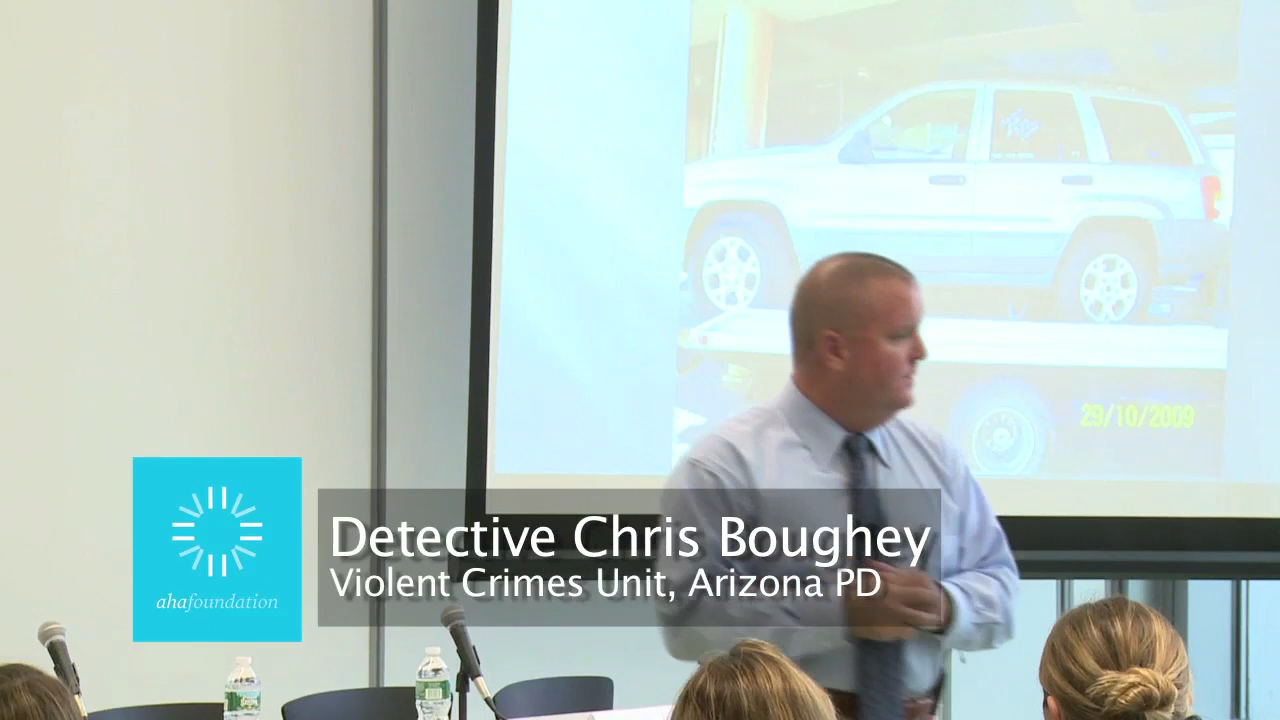 29/10/2009
Detective Chris Boughey
Violent Crimes Unit, Arizona PD
ahafoundation